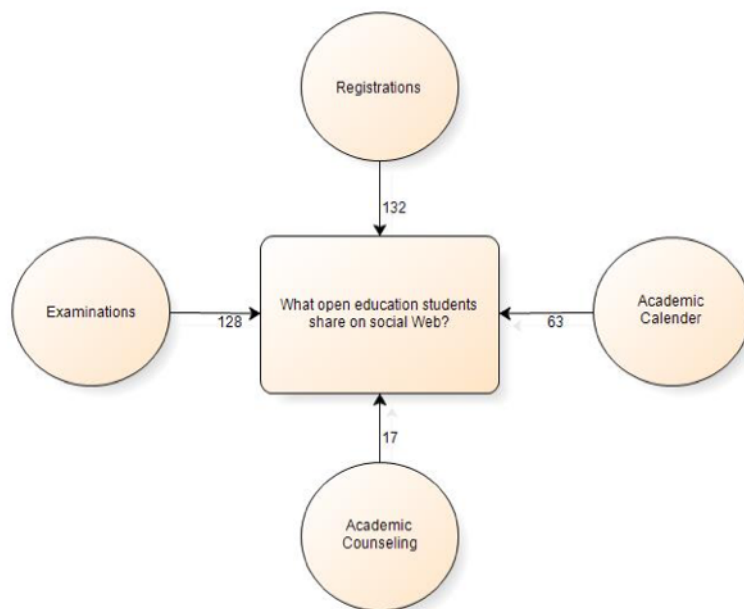 Registrations
132
Examinations
128
What open education students
share on social Web?
63
Academic
Calender
17
Academic
Counseling